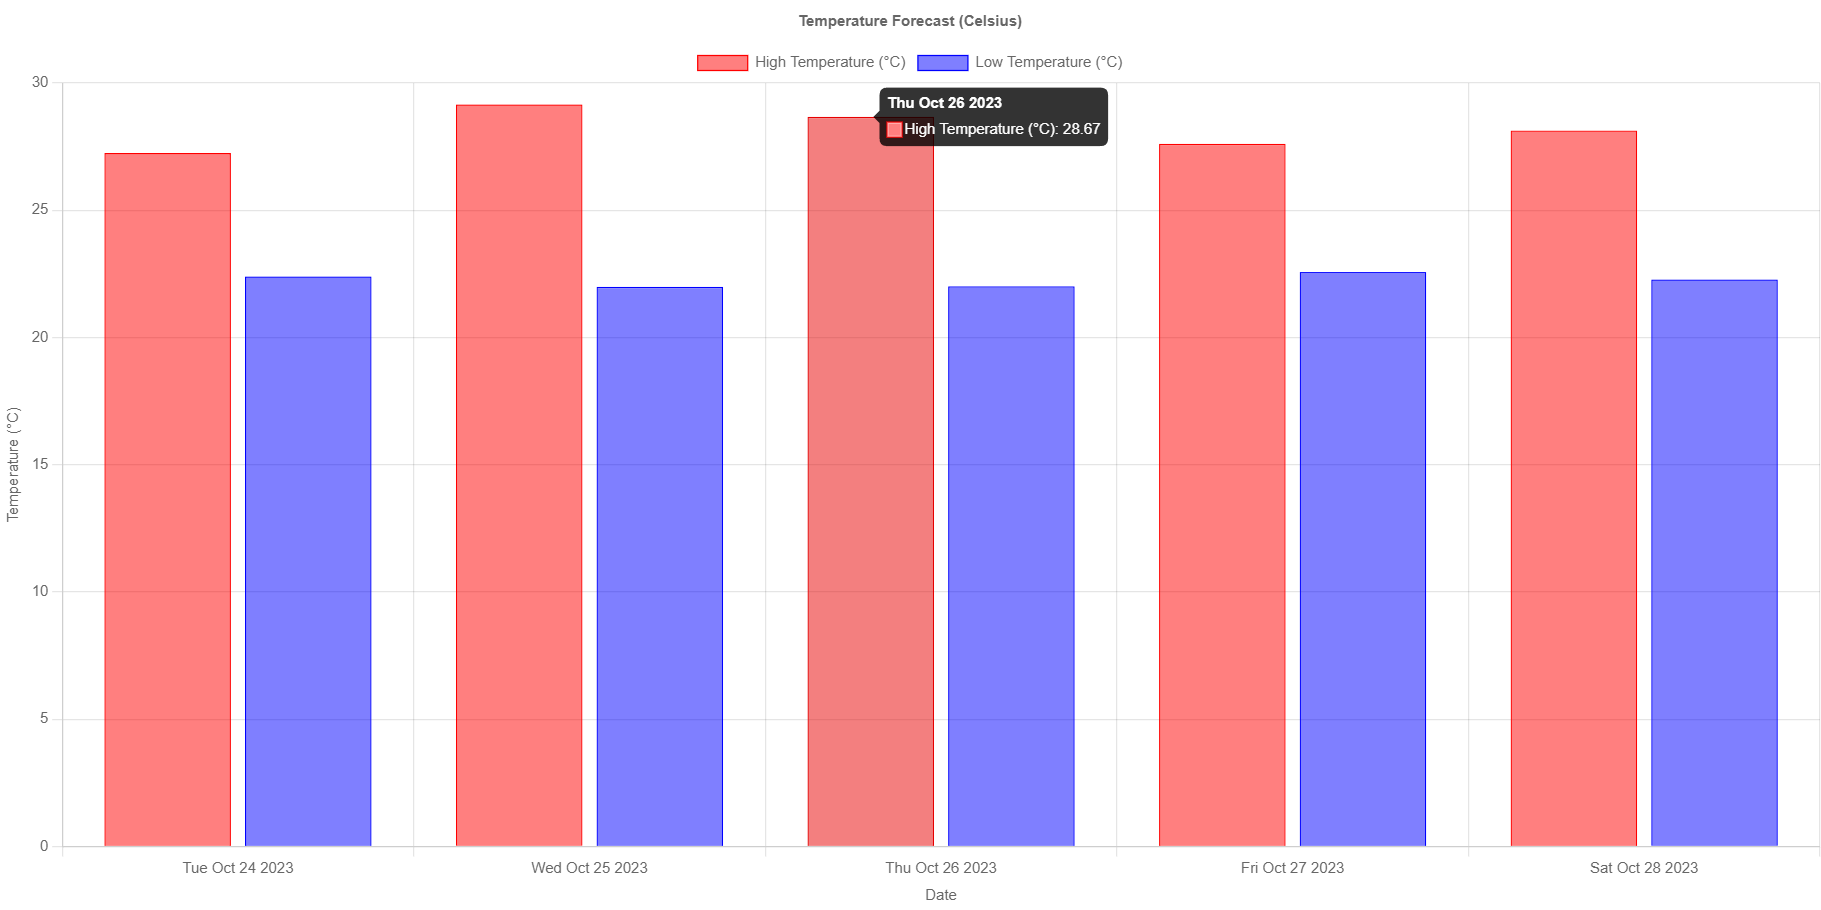 Temperature Forecast (Celsius)
High Temperature (°C) Low Temperature (°C)
Thu Oct 26 2023
High Temperature (°C): 28.67
30
25
20
15
10
5
0
Temperature (°C)
Tue Oct 24 2023 Wed Oct 25 2023 Thu Oct 26 2023 Fri Oct 27 2023 Sat Oct 28 2023
Date